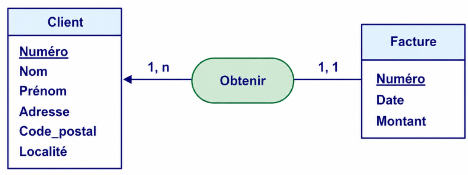 Client
Numéro
Nom
Prénom
Adresse
Code_postal
Localité
1, n
Obtenir
1, 1
Facture
Numéro
Date
Montant